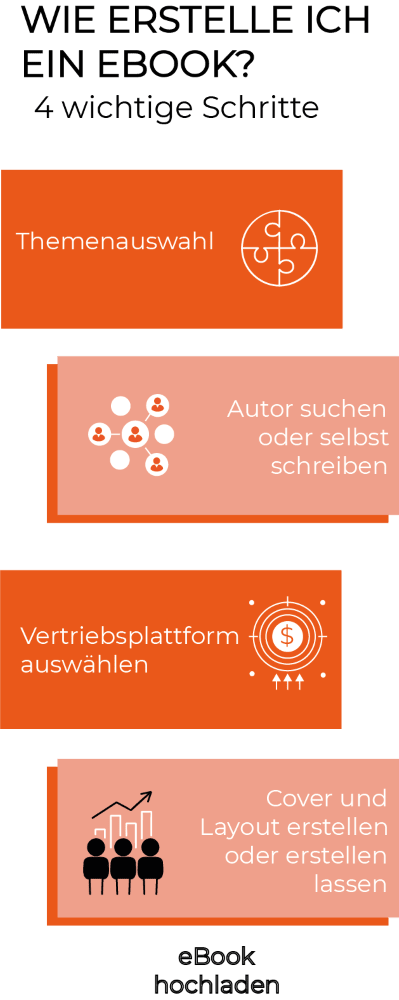 WIE ERSTELLE ICH
EIN EBOOK?
4 wichtige Schritte
Themenauswahl
Autor suchen
oder selbst
schreiben
Vertriebsplattform
auswählen
$
Cover und
Layout erstellen
oder erstellen
lassen
eBook
hochladen